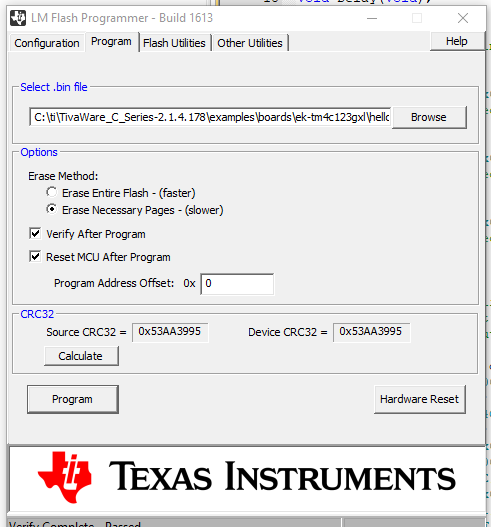 LM Flash Programmer - Build 1613
Configuration Program Flash Utilities Other Utilities Help
Select .bin file
C:\ti\TivaWare_C_Series-2.1.4.178\examples\boards\ek-tm4c123gxl\hello Browse
Options
Erase Method:
Erase Entire Flash - (faster)
Erase Necessary Pages - (slower)
Verify After Program
Reset MCU After Program
Program Address Offset: 0x 0
CRC32
Source CRC32 = 0x53AA3995 Device CRC32 = 0x53AA3995
Calculate
Program Hardware Reset
TEXAS INSTRUMENTS
Verify Complete - Passed